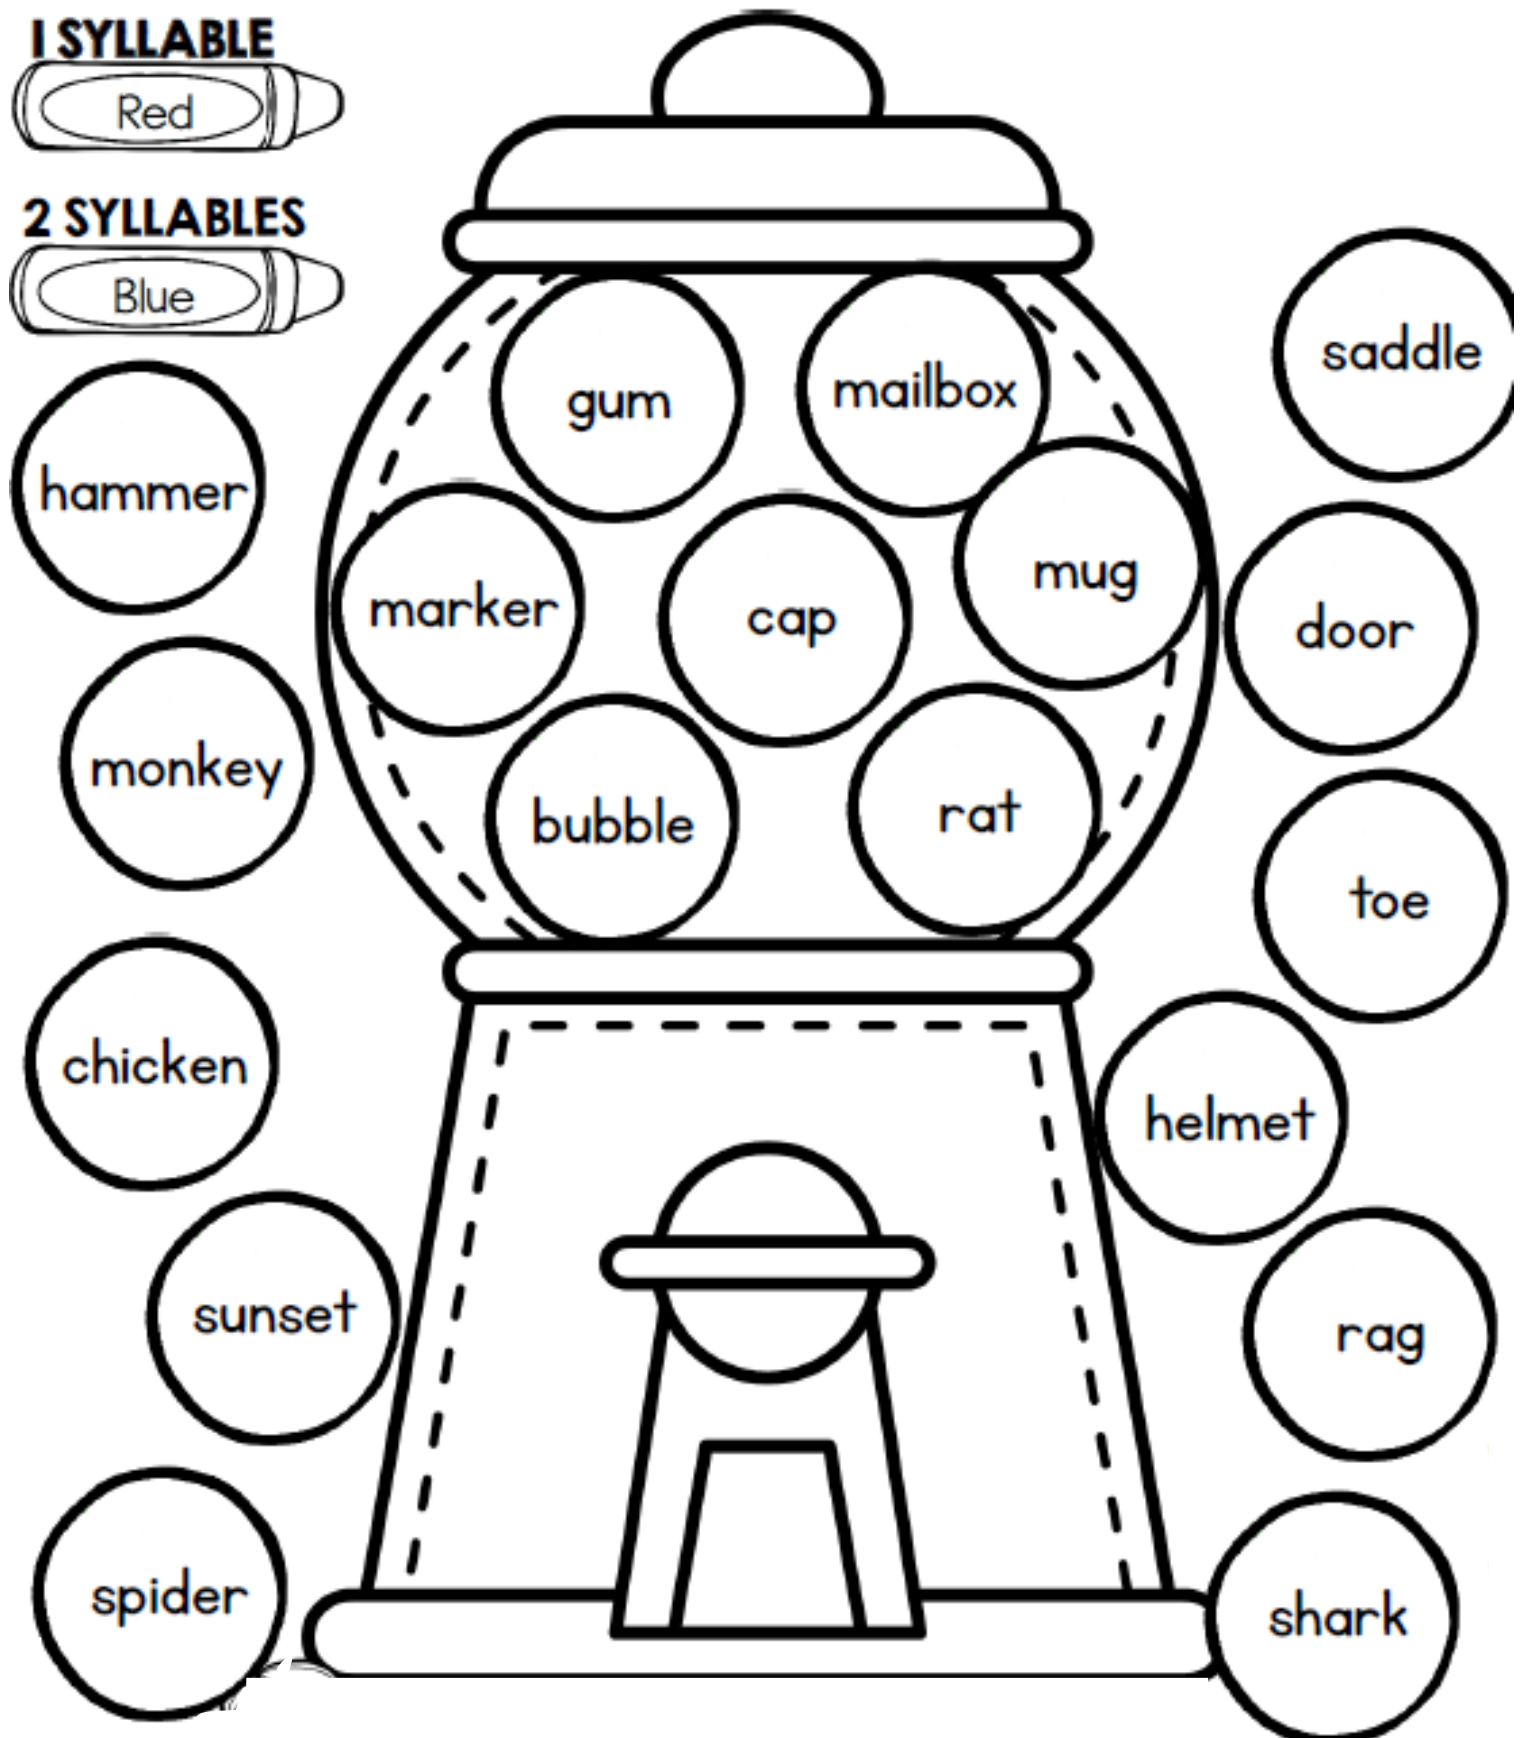 1 SYLLABLE
Red
2 SYLLABLES
Blue
hammer
monkey
chicken
sunset
spider
gum
mailbox
marker
cap
mug
bubble
rat
saddle
door
toe
helmet
rag
shark